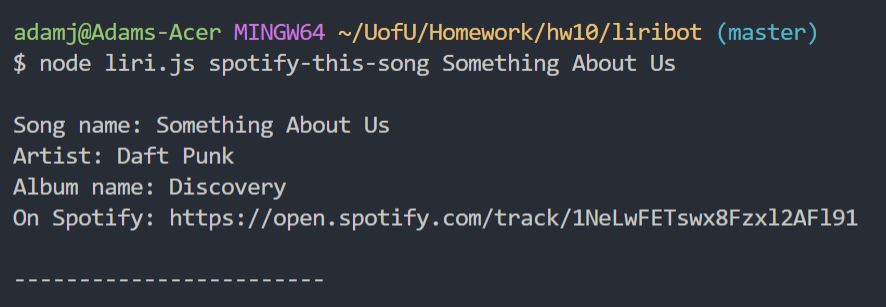 adamj@Adams-Acer MINGW64 ~/UofU/Homework/hw10/liribot (master)
$ node liri.js spotify-this-song Something About Us
Song name: Something About Us
Artist: Daft Punk
Album name: Discovery
On Spotify: https://open.spotify.com/track/1NeLwFETswx8Fzxl2AFl91
------------------------